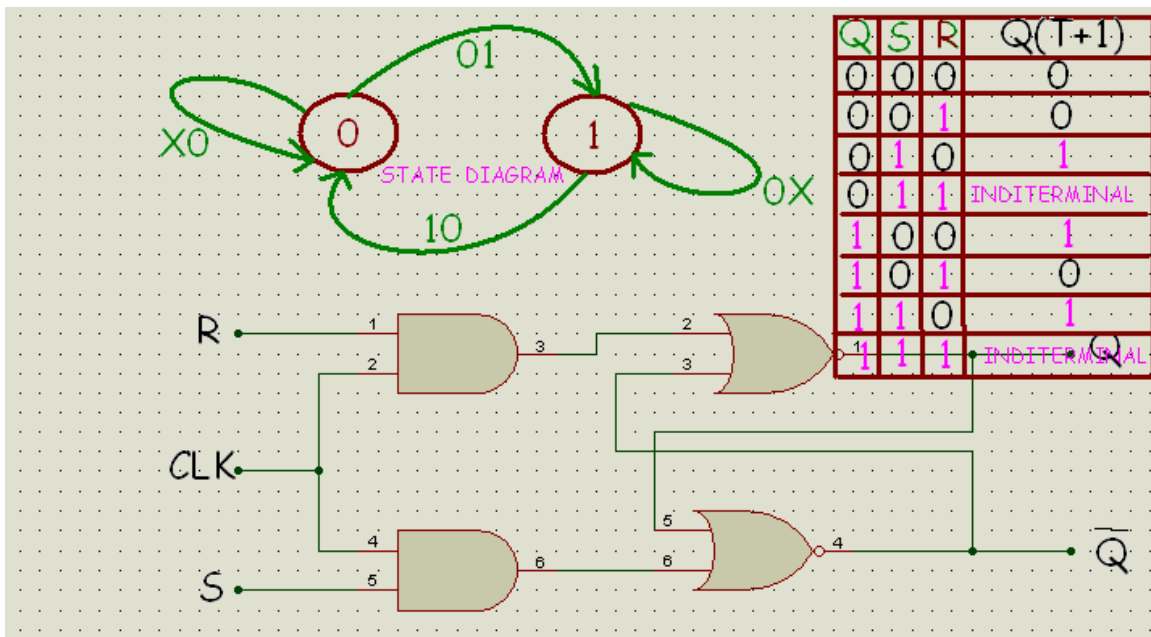 01
X0
0
1
STATE DIAGRAM
0X
10
Q S R Q(T+1)
0 0 0 0
0 0 1 0
0 1 0 1
0 1 1 INDITERMINAL
1 0 0 1
1 0 1 0
1 1 0 1
1 1 1 INDITERMINAL
R
1
2
3
2
3
1
Q
CLK
4
5
6
S
5
6
4
Q̅